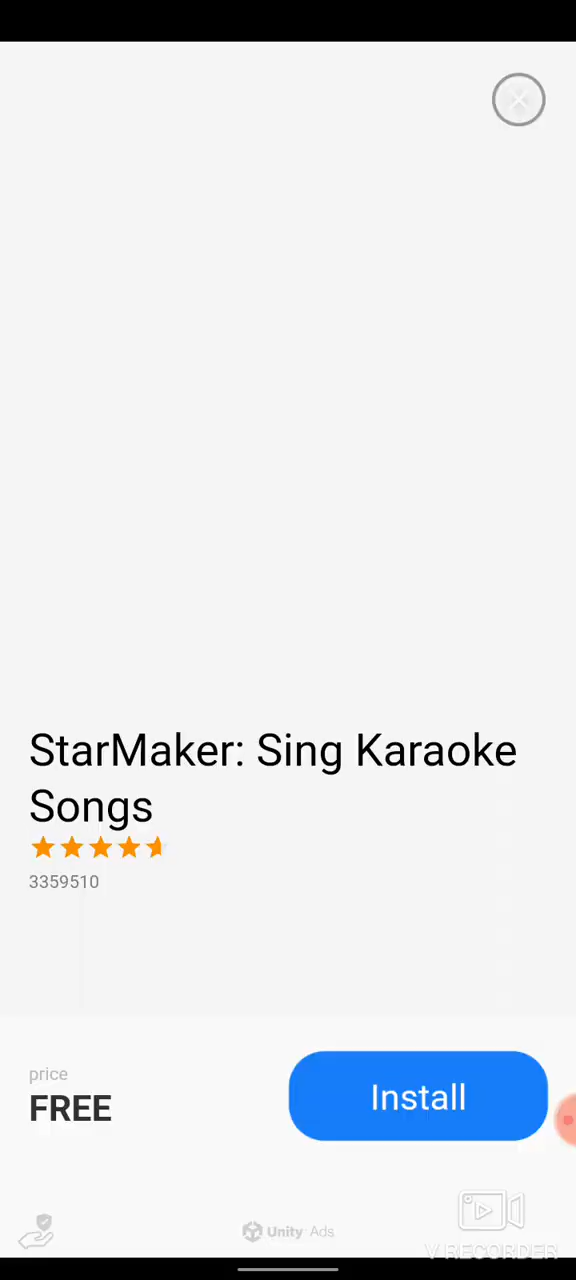 StarMaker: Sing Karaoke
Songs
3359510
price
FREE
Install
Unity Ads
V RECORDER